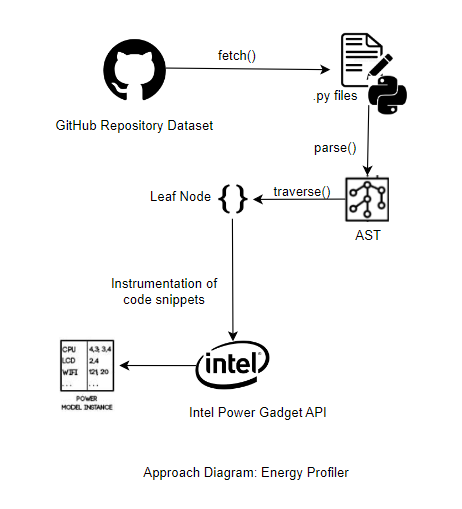 fetch()
.py files
GitHub Repository Dataset
parse()
Leaf Node
{ }
traverse()
AST
Instrumentation of
code snippets
CPU 4,3; 3,4
LCD 2,4
WIFI 121, 20
... ...
POWER
MODEL INSTANCE
intel®
Intel Power Gadget API
Approach Diagram: Energy Profiler